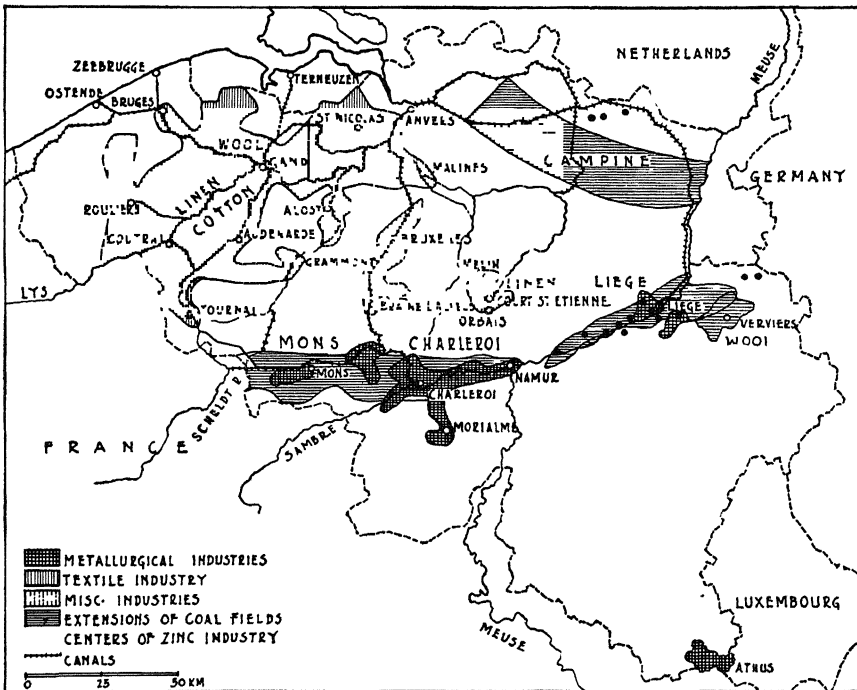 NETHERLANDS
MEUSE
ZEEBRUGGE
TERNEUZEN
OSTENDE
BRUGES
ST NICOLAS
ANVERS
WOOL
GAND
MALINES
CAMPINE
GERMANY
LINEN
COTTON
ROULERS
ALOST
COURTRAI
AUDENARDE
BRUXELLES
GRAMMONT
LYS
LINEN
LIEGE
COURT ST. ETIENNE
TOURNAI
ORBAIS
LIEGE
VERVIERS
WOOL
MONS
CHARLEROI
MONS
NAMUR
CHARLEROI
SCHELDT R.
MORIALME
FRANCE
SAMBRE
METALLURGICAL INDUSTRIES
TEXTILE INDUSTRY
MISC. INDUSTRIES
EXTENSIONS OF COAL FIELDS
CENTERS OF ZINC INDUSTRY
CANALS
0 25 50 KM
LUXEMBOURG
MEUSE
ATHUS